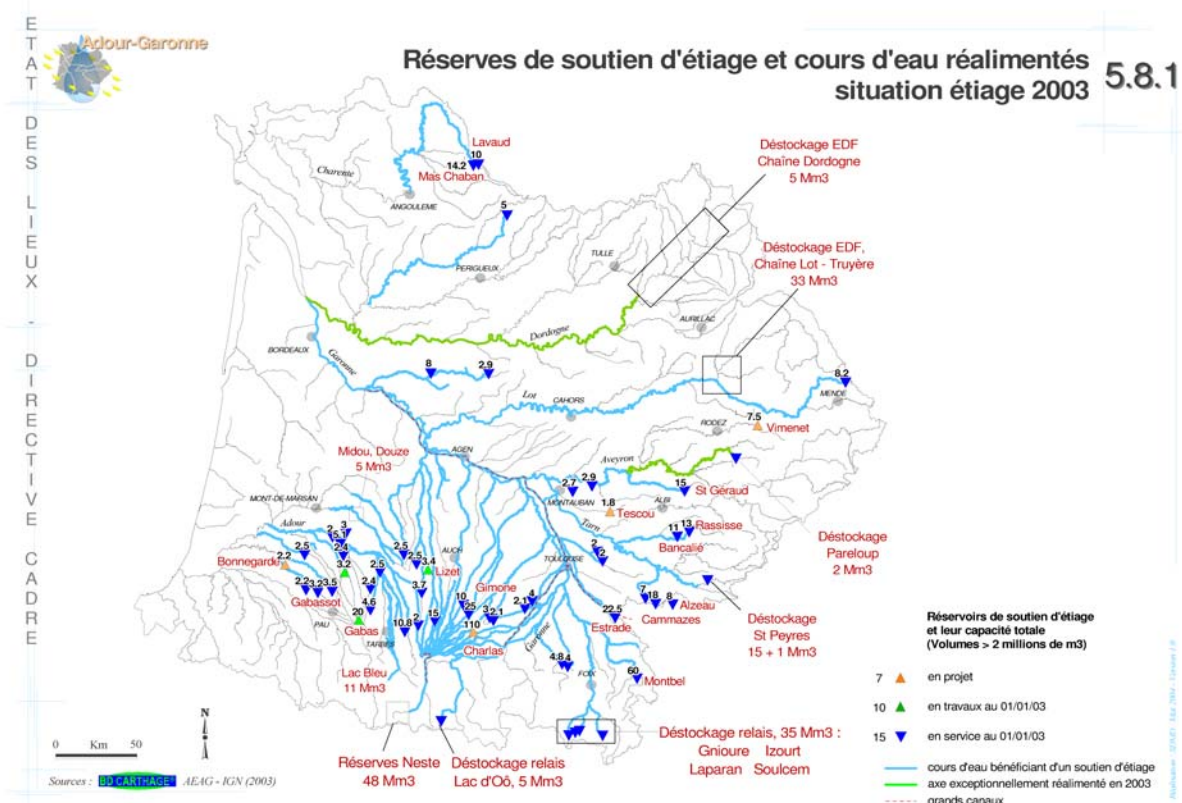 ETAT DES LIEUX - DIRECTIVE CADRE
Adour-Garonne
Réserves de soutien d'étiage et cours d'eau réalimentés
situation étiage 2003
5.8.1
Lavaud
10
14.2
Mas Chaban
Charente
ANGOULEME
5
Déstockage EDF
Chaîne Dordogne
5 Mm3
TULLE
PERIGUEUX
Déstockage EDF,
Chaîne Lot - Truyère
33 Mm3
Dordogne
AURILLAC
BORDEAUX
Garonne
8
2.9
8.2
MENDE
Lot
CAHORS
7.5
Vimenet
RODEZ
Midou, Douze
5 Mm3
AGEN
Aveyron
2.7
2.9
15
St Géraud
MONTAUBAN
ALBI
1.8
Tescou
MONT-DE-MARSAN
Adour
Tarn
11
13
Rassisse
Bancalié
Déstockage
Pareloup
2 Mm3
2
5.1
3
2.5
2.4
2.2
Bonnegarde
3.2
2.5
2.5
2.5
3.4
Lizet
AUCH
TOULOUSE
2
2
2.2
3.2
3.5
Gabassot
2.4
3.7
Gimone
10
25
3
2.1
2.1
4
7
18
8
Alzeau
Cammazes
22.5
Estrade
Déstockage
St Peyres
15 + 1 Mm3
PAU
20
4.6
Gabas
TARBES
10.8
2
15
110
Charlas
Garonne
4.8
4
FOIX
60
Montbel
Lac Bleu
11 Mm3
Réservoirs de soutien d'étiage
et leur capacité totale
(Volumes > 2 millions de m3)
7 en projet
10 en travaux au 01/01/03
15 en service au 01/01/03
cours d'eau bénéficiant d'un soutien d'étiage
axe exceptionnellement réalimenté en 2003
grands canaux
N
0 Km 50
Réserves Neste
48 Mm3
Déstockage relais
Lac d'Oô, 5 Mm3
Déstockage relais, 35 Mm3 :
Gnioure Izourt
Laparan Soulcem
Sources : BD CARTHAGE® AEAG - IGN (2003)